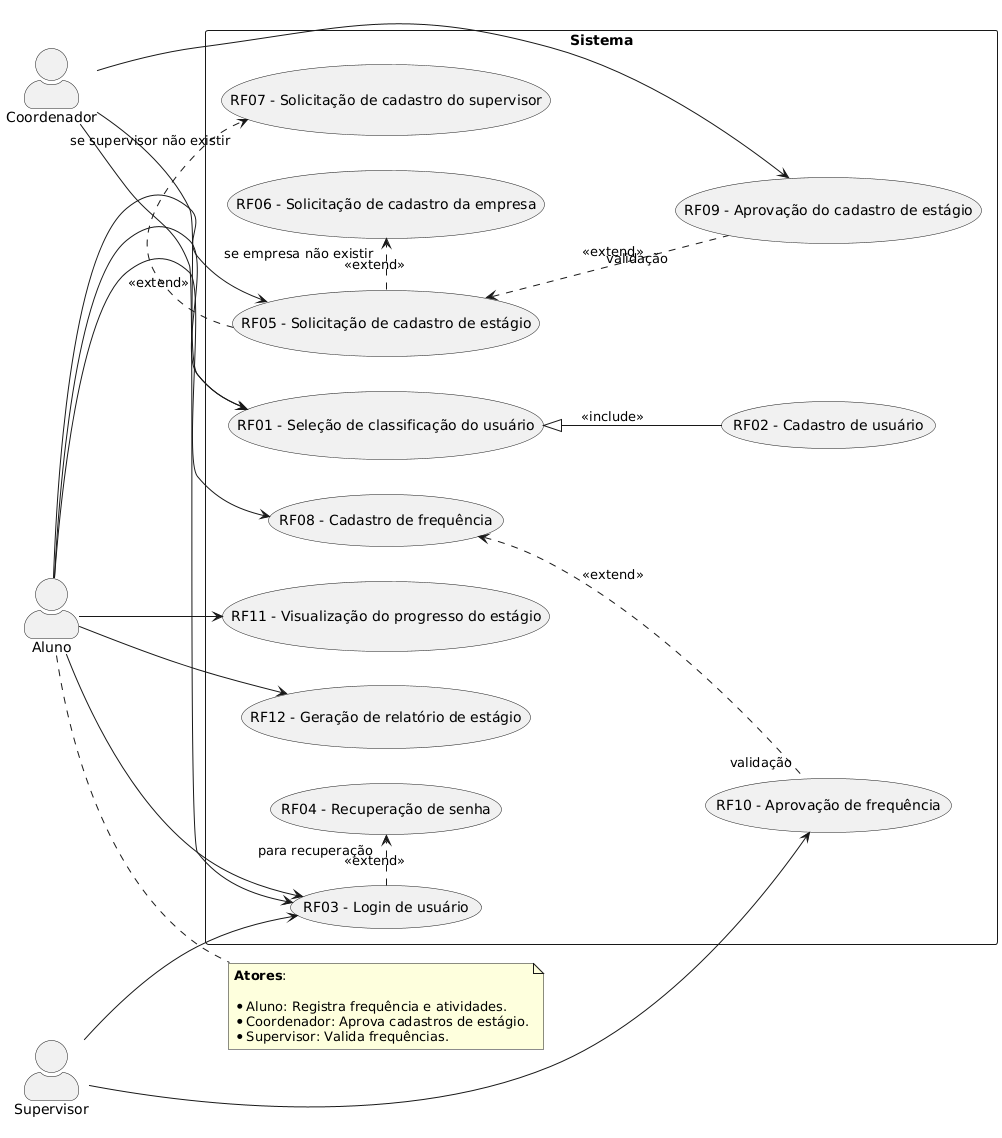 Sistema
Coordenador
RF07 - Solicitação de cadastro do supervisor
se supervisor não existir
RF06 - Solicitação de cadastro da empresa
RF09 - Aprovação do cadastro de estágio
se empresa não existir
«extend»
«extend»
validação
«extend»
RF05 - Solicitação de cadastro de estágio
RF01 - Seleção de classificação do usuário
«include»
RF02 - Cadastro de usuário
RF08 - Cadastro de frequência
«extend»
Aluno
RF11 - Visualização do progresso do estágio
RF12 - Geração de relatório de estágio
validação
RF10 - Aprovação de frequência
RF04 - Recuperação de senha
para recuperação
«extend»
RF03 - Login de usuário
Atores:
• Aluno: Registra frequência e atividades.
• Coordenador: Aprova cadastros de estágio.
• Supervisor: Valida frequências.
Supervisor